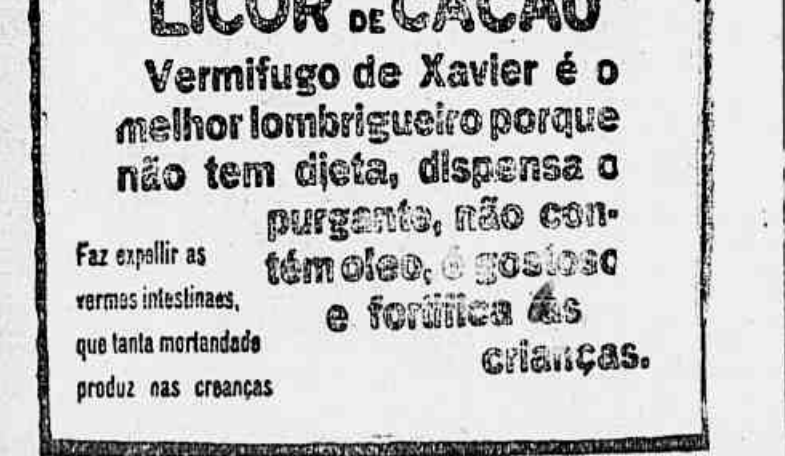 LICOR DE CACAU
Vermifugo de Xavier é o
melhor lombrigueiro porque
não tem dieta, dispensa o
purgante, não con-
tém oleo, é gostoso
e fortifica as
crianças.
Faz expellir as
vermes intestinaes,
que tanta mortandade
produz nas creanças